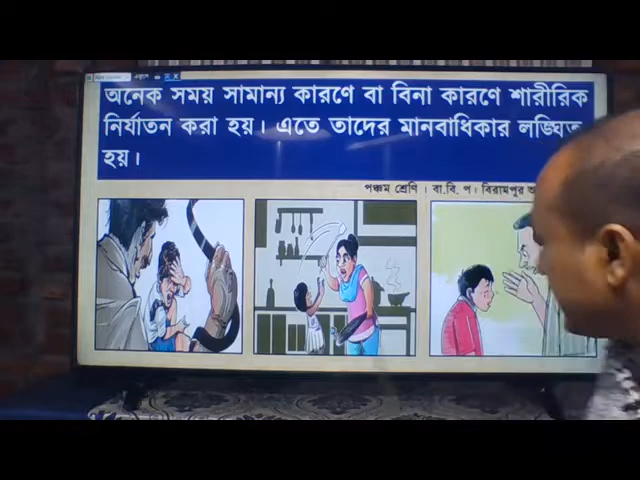 অনেক সময় সামান্য কারণে বা বিনা কারণে শারীরিক
নির্যাতন করা হয়। এতে তাদের মানবাধিকার লঙ্ঘিত
হয়।
পঞ্চম শ্রেণি । বা.বি. প। বিরামপুর